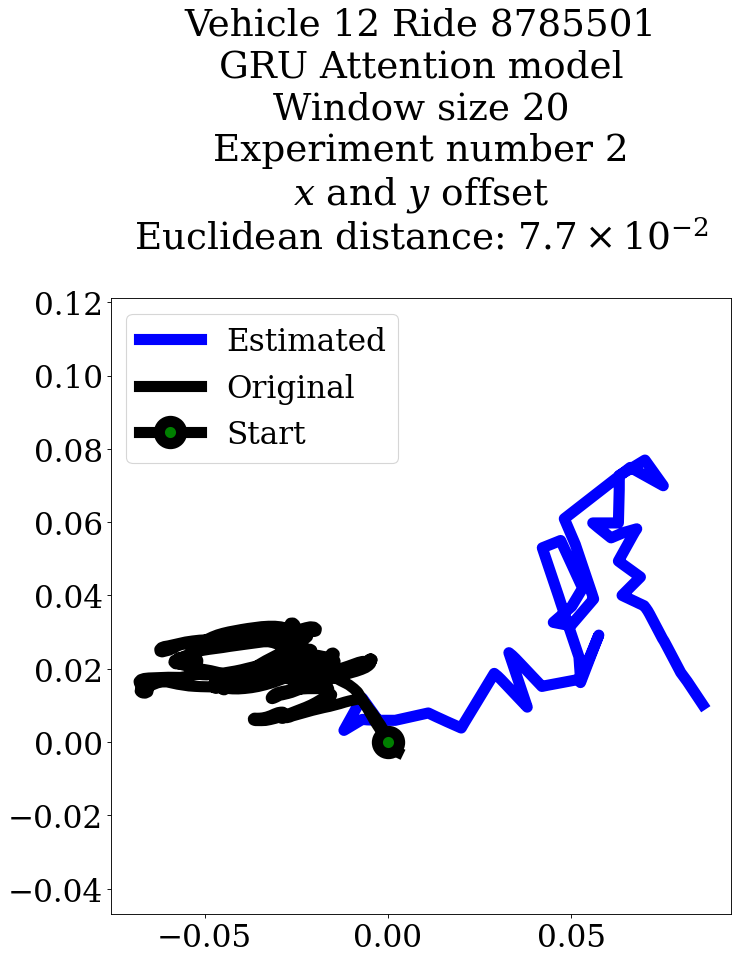 Vehicle 12 Ride 8785501
GRU Attention model
Window size 20
Experiment number 2
x and y offset
Euclidean distance: 7.7 × 10⁻²
0.12
0.10
0.08
0.06
0.04
0.02
0.00
−0.02
−0.04
Estimated
Original
Start
−0.05 0.00 0.05